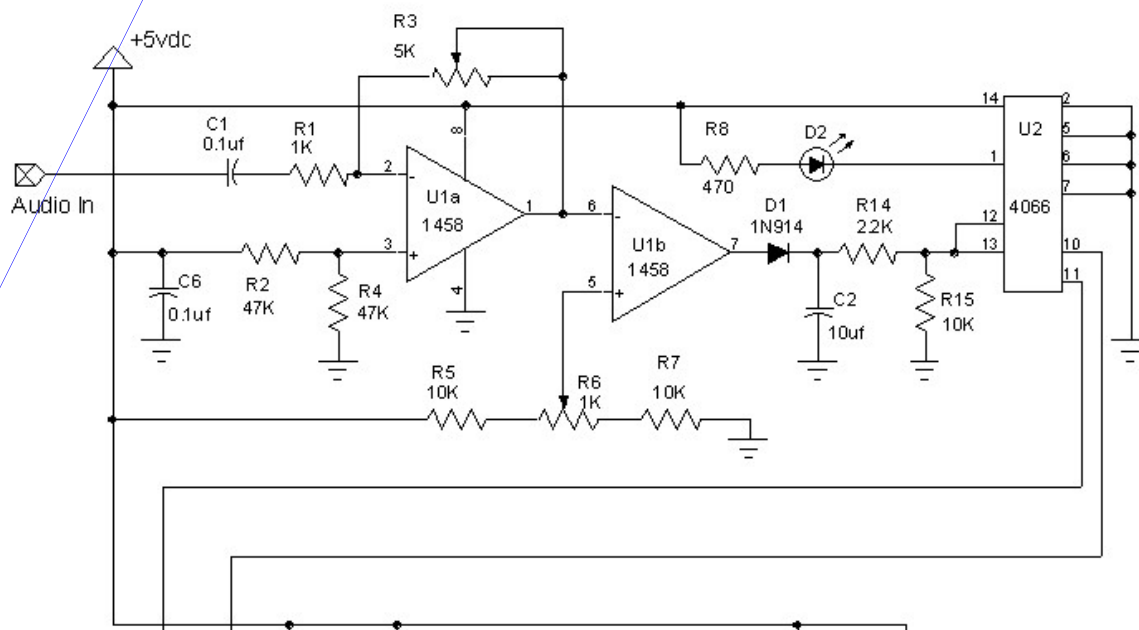 R3
5K
+5vdc
C1
0.1uf
R1
1K
8
2
-
U1a
1458
1
3
+
4
Audio In
R2
47K
R4
47K
C6
0.1uf
6
-
U1b
1458
7
5
+
R8
470
D2
D1
1N914
R14
22K
C2
10uf
R15
10K
14
1
12
13
U2
4066
2
5
6
7
10
11
R5
10K
R6
1K
R7
10K